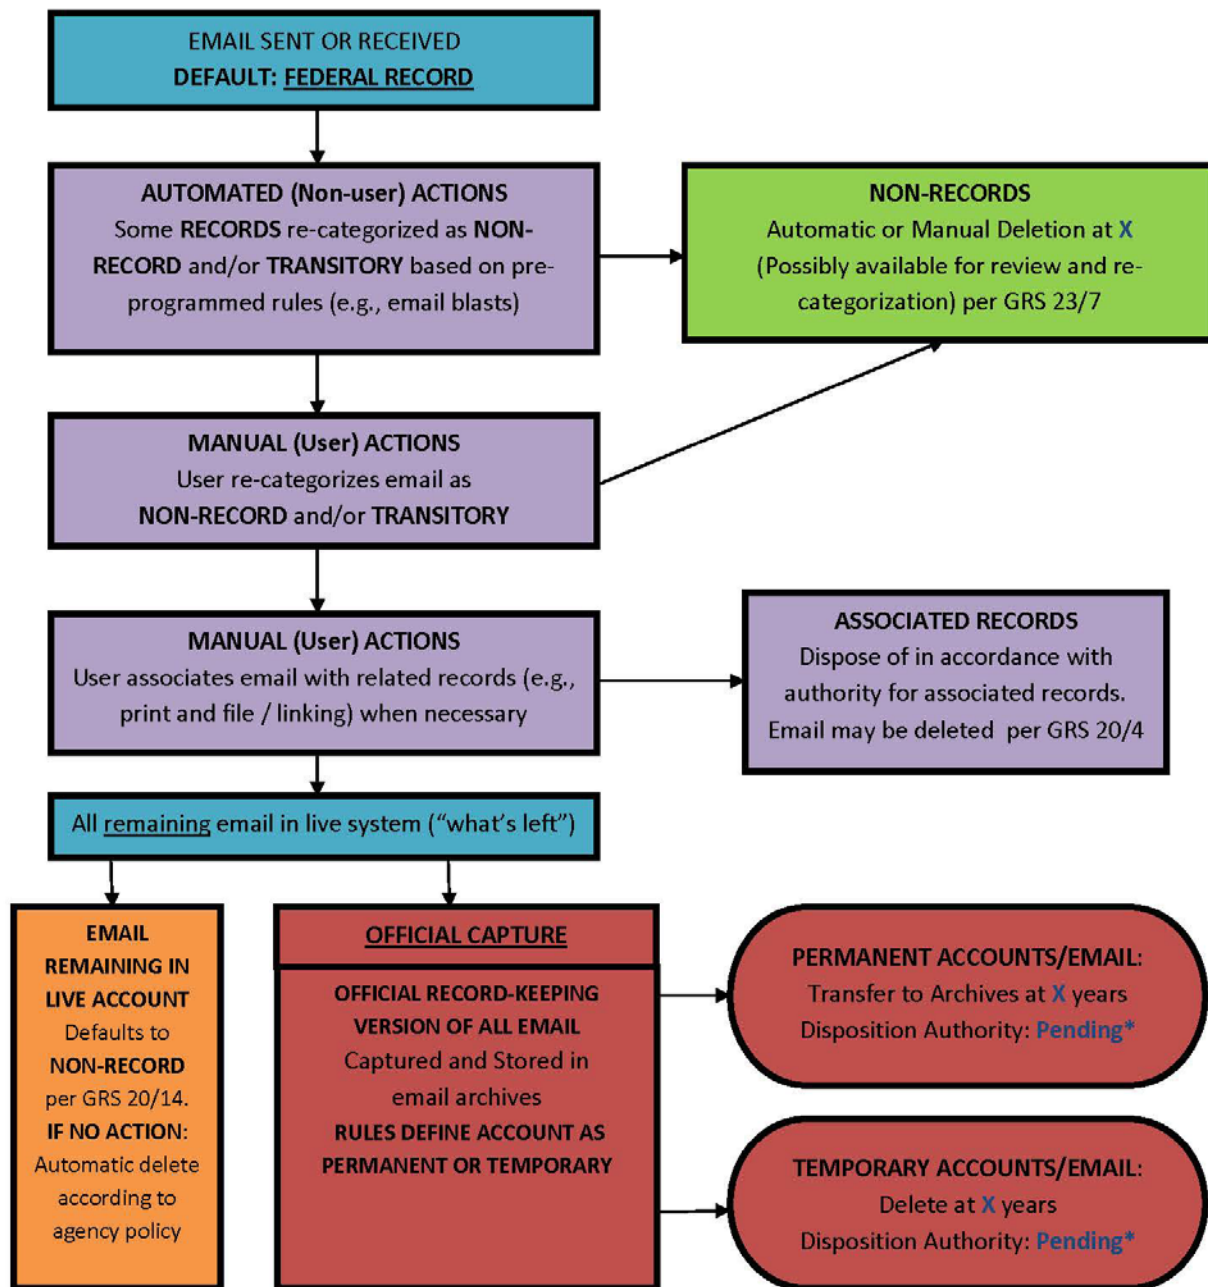 EMAIL SENT OR RECEIVED
DEFAULT: FEDERAL RECORD
AUTOMATED (Non-user) ACTIONS
Some RECORDS re-categorized as NON-
RECORD and/or TRANSITORY based on pre-
programmed rules (e.g., email blasts)
NON-RECORDS
Automatic or Manual Deletion at X
(Possibly available for review and re-
categorization) per GRS 23/7
MANUAL (User) ACTIONS
User re-categorizes email as
NON-RECORD and/or TRANSITORY
MANUAL (User) ACTIONS
User associates email with related records (e.g.,
print and file / linking) when necessary
ASSOCIATED RECORDS
Dispose of in accordance with
authority for associated records.
Email may be deleted per GRS 20/4
All remaining email in live system (“what’s left”)
EMAIL
REMAINING IN
LIVE ACCOUNT
Defaults to
NON-RECORD
per GRS 20/14.
IF NO ACTION:
Automatic delete
according to
agency policy
OFFICIAL CAPTURE
OFFICIAL RECORD-KEEPING
VERSION OF ALL EMAIL
Captured and Stored in
email archives
RULES DEFINE ACCOUNT AS
PERMANENT OR TEMPORARY
PERMANENT ACCOUNTS/EMAIL:
Transfer to Archives at X years
Disposition Authority: Pending*
TEMPORARY ACCOUNTS/EMAIL:
Delete at X years
Disposition Authority: Pending*